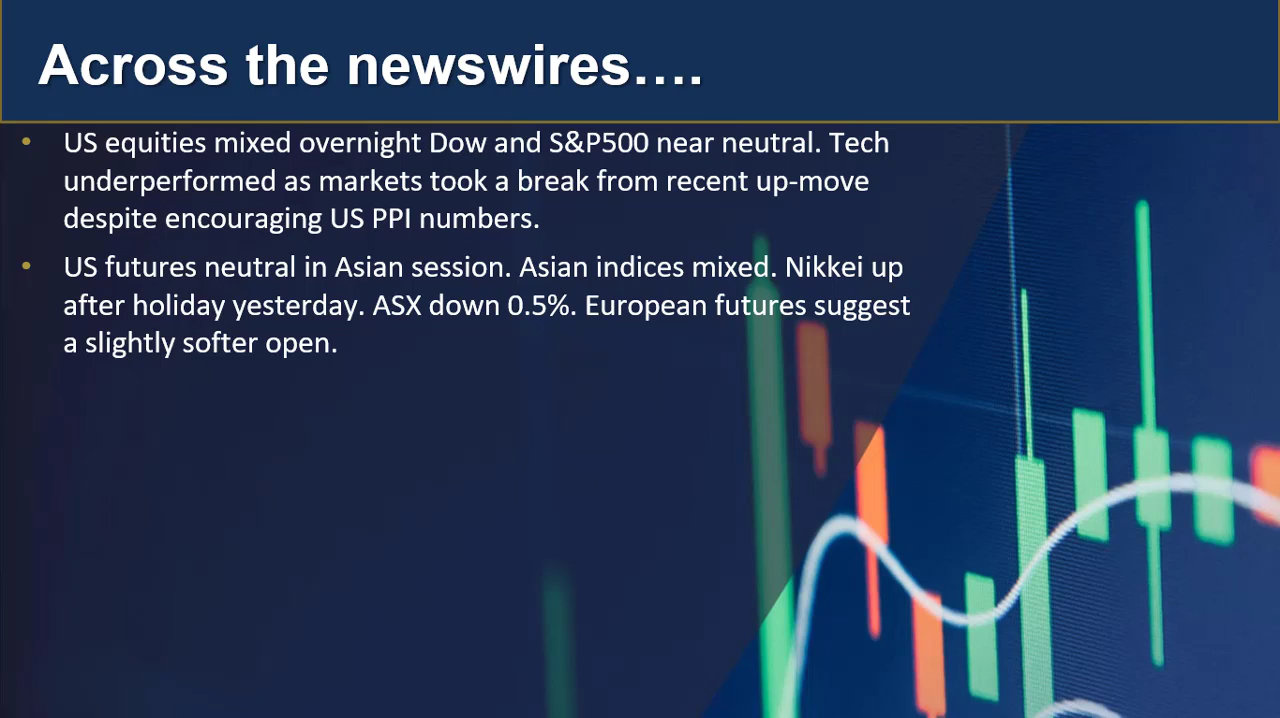 Across the newswires….
• US equities mixed overnight Dow and S&P500 near neutral. Tech
underperformed as markets took a break from recent up-move
despite encouraging US PPI numbers.
• US futures neutral in Asian session. Asian indices mixed. Nikkei up
after holiday yesterday. ASX down 0.5%. European futures suggest
a slightly softer open.